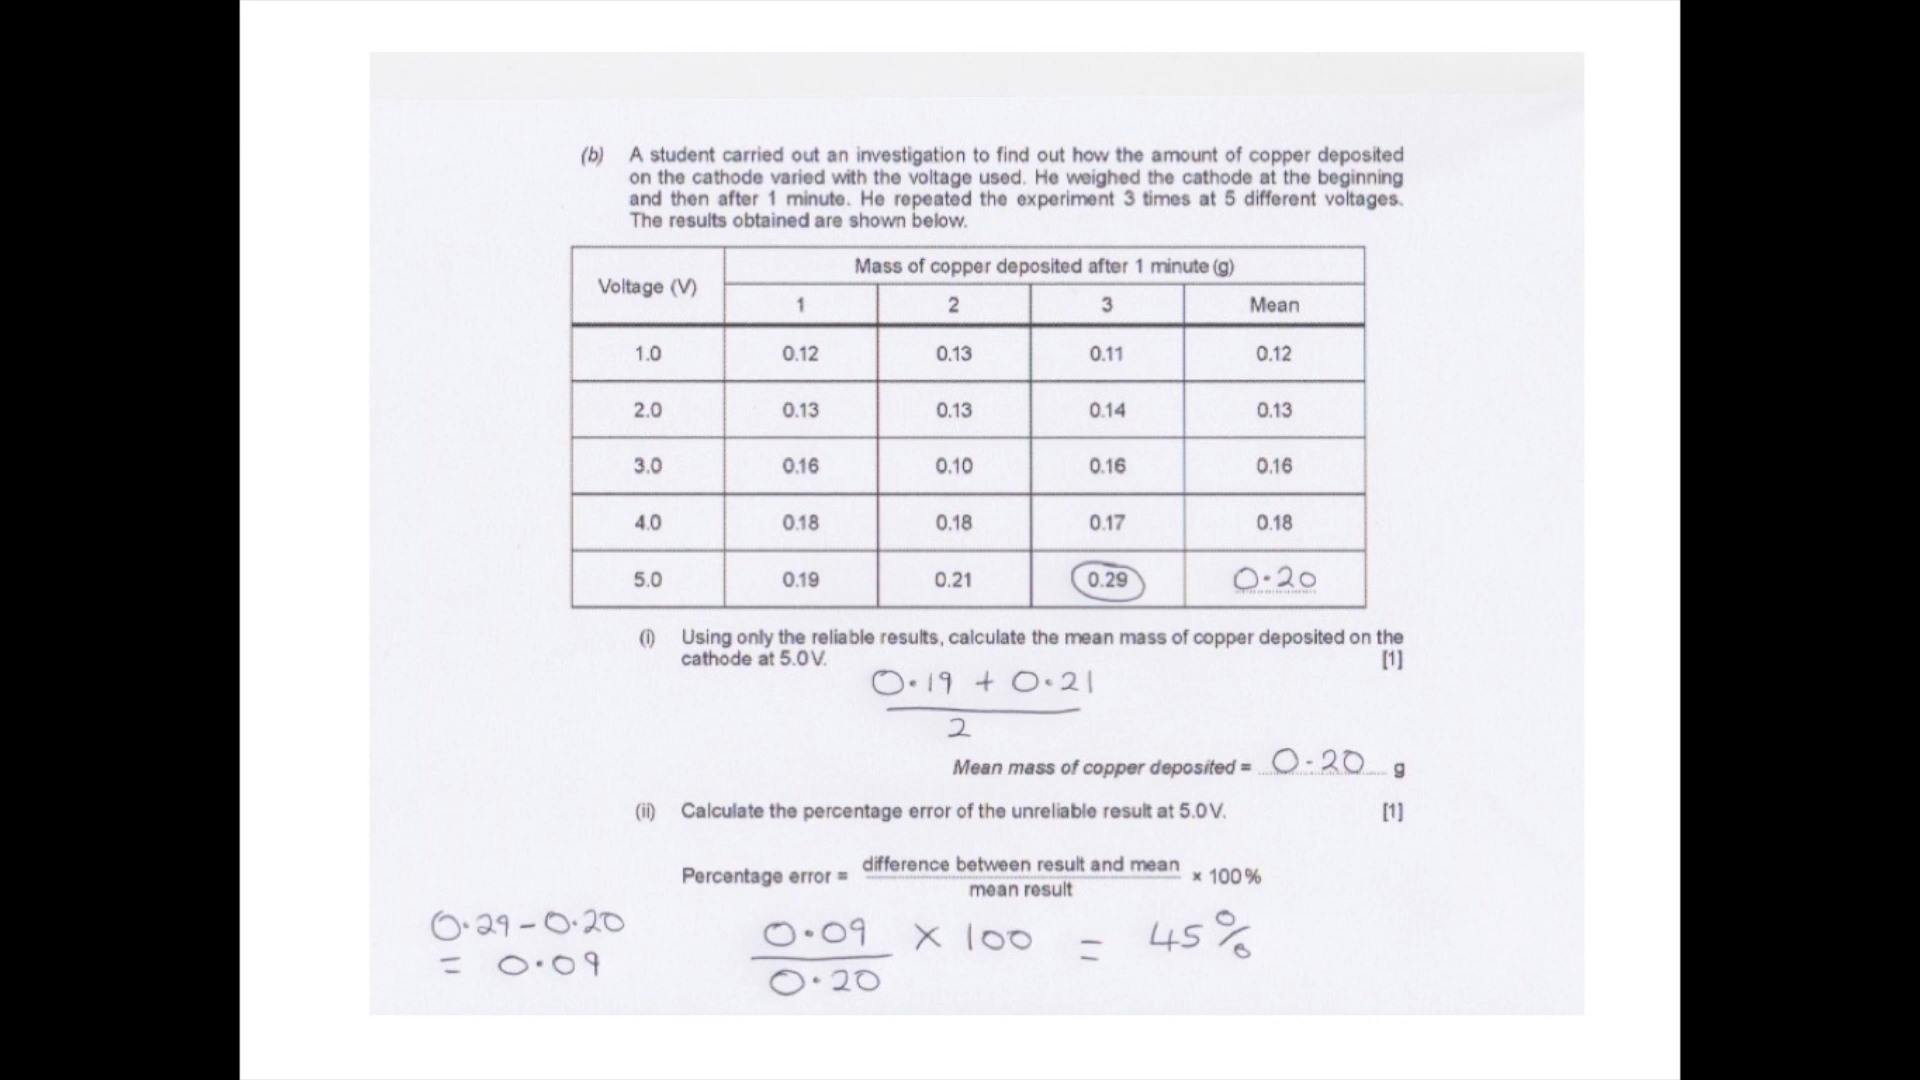 (b) A student carried out an investigation to find out how the amount of copper deposited
on the cathode varied with the voltage used. He weighed the cathode at the beginning
and then after 1 minute. He repeated the experiment 3 times at 5 different voltages.
The results obtained are shown below.
Voltage (V) Mass of copper deposited after 1 minute (g)
1 2 3 Mean
1.0 0.12 0.13 0.11 0.12
2.0 0.13 0.13 0.14 0.13
3.0 0.16 0.10 0.16 0.16
4.0 0.18 0.18 0.17 0.18
5.0 0.19 0.21 0.29 0.20
(i) Using only the reliable results, calculate the mean mass of copper deposited on the
cathode at 5.0V. [1]
0.19 + 0.21
2
Mean mass of copper deposited = 0.20 g
(ii) Calculate the percentage error of the unreliable result at 5.0V. [1]
Percentage error = difference between result and mean × 100%
mean result
0.29 - 0.20
= 0.09
0.09 × 100 = 45%
0.20